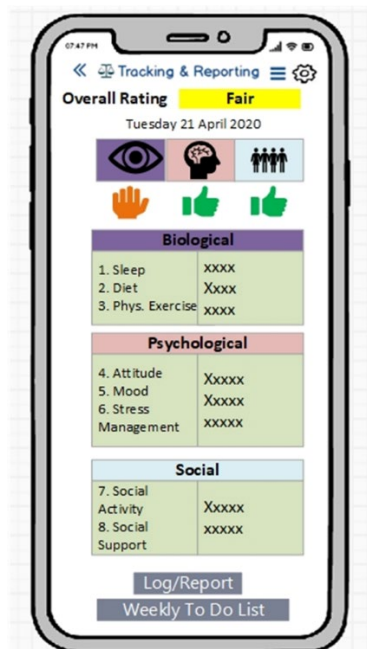 07:47 PM
Tracking & Reporting
Overall Rating Fair
Tuesday 21 April 2020
Biological
1. Sleep xxxx
2. Diet Xxxx
3. Phys. Exercise xxxx
Psychological
4. Attitude Xxxxx
5. Mood Xxxxx
6. Stress Management xxxxx
Social
7. Social Activity Xxxxx
8. Social Support xxxxx
Log/Report
Weekly To Do List